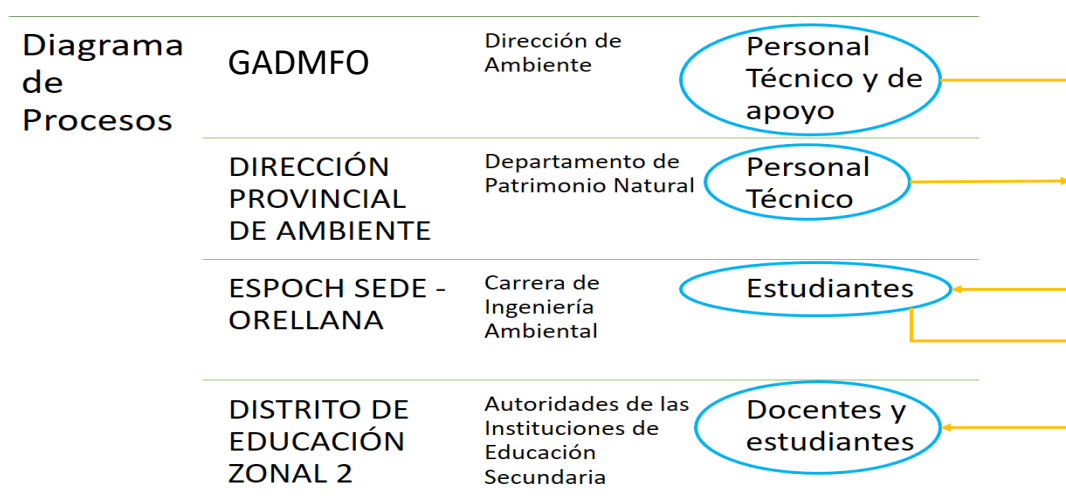 Diagrama
de
Procesos
GADMFO
Dirección de
Ambiente
Personal
Técnico y de
apoyo
DIRECCIÓN
PROVINCIAL
DE AMBIENTE
Departamento de
Patrimonio Natural
Personal
Técnico
ESPOCH SEDE -
ORELLANA
Carrera de
Ingeniería
Ambiental
Estudiantes
DISTRITO DE
EDUCACIÓN
ZONAL 2
Autoridades de las
Instituciones de
Educación
Secundaria
Docentes y
estudiantes